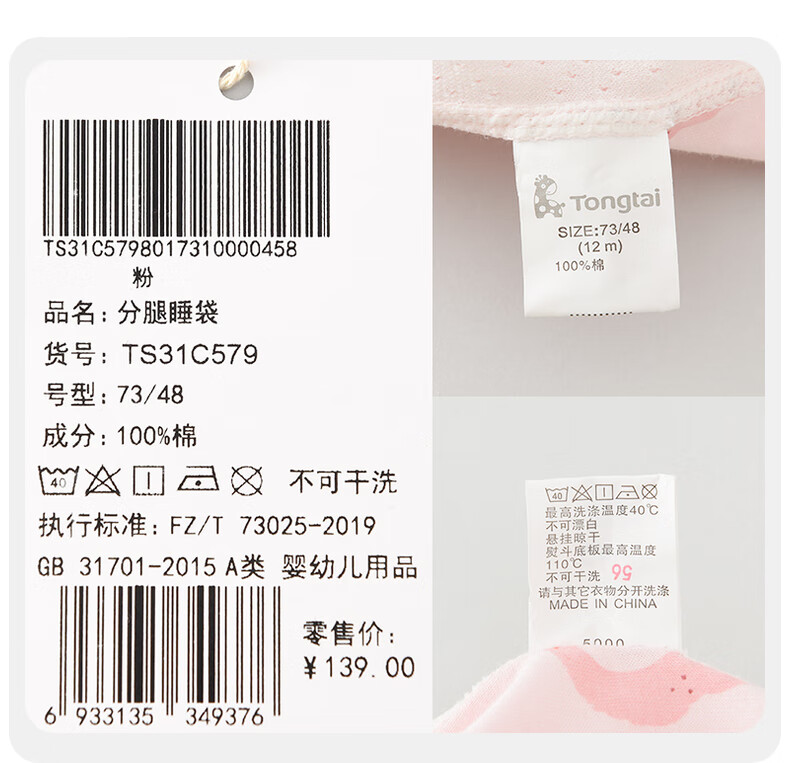 TS31C5798017310000458
粉
品名: 分腿睡袋
货号: TS31C579
号型: 73/48
成分: 100%棉
40 不可干洗
执行标准: FZ/T 73025-2019
GB 31701-2015 A类 婴幼儿用品
零售价:
¥139.00
6 933135 349376
Tongtai
SIZE:73/48
(12 m)
100%棉
40
最高洗涤温度40℃
不可漂白
悬挂晾干
熨斗底板最高温度
110℃
不可干洗 56
请与其它衣物分开洗涤
MADE IN CHINA